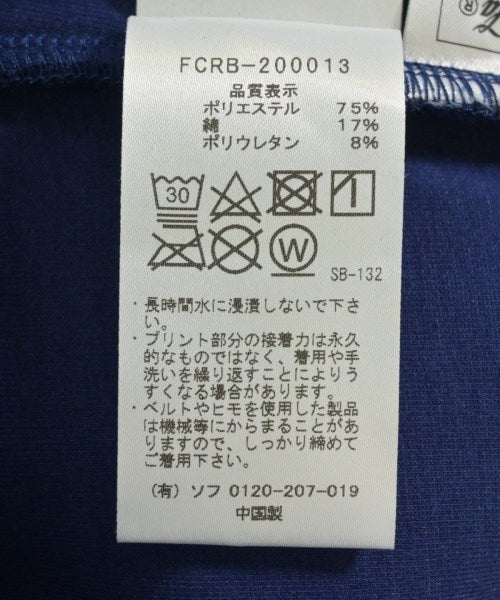 FCRB-200013
品質表示
ポリエステル 75%
綿 17%
ポリウレタン 8%
30
W
SB-132
・長時間水に浸漬しないで下さ
い。
・プリント部分の接着力は永久
的なものではなく、着用や手
洗いを繰り返すことによりう
すくなる場合があります。
・ベルトやヒモを使用した製品
は機械等にからまることがあ
りますので、しっかり締めて
ご着用下さい。
(有) ソフ 0120-207-019
中国製
®